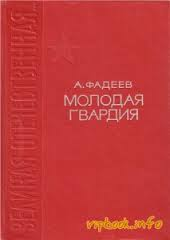 ВЕЛИКАЯ ОТЕЧЕСТВЕННАЯ...
А. ФАДЕЕВ
МОЛОДАЯ
ГВАРДИЯ
vipbook.info